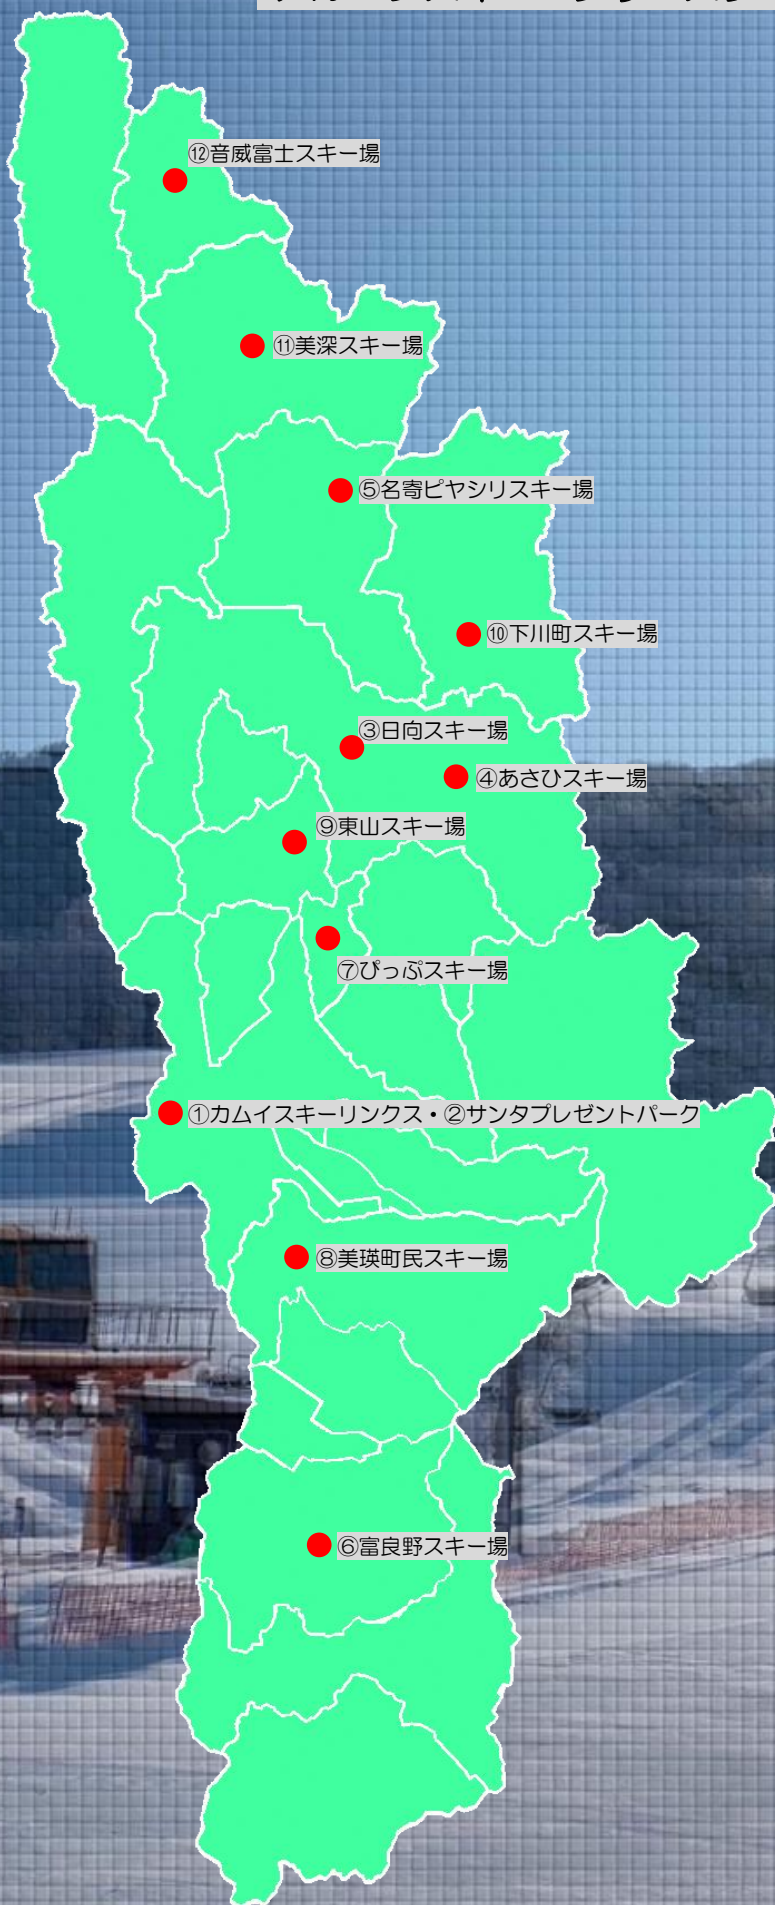 ⑫音威富士スキー場
⑪美深スキー場
⑤名寄ピヤシリスキー場
⑩下川町スキー場
③日向スキー場
④あさひスキー場
⑨東山スキー場
⑦ぴっぷスキー場
①カムイスキーリンクス・②サンタプレゼントパーク
⑧美瑛町民スキー場
⑥富良野スキー場